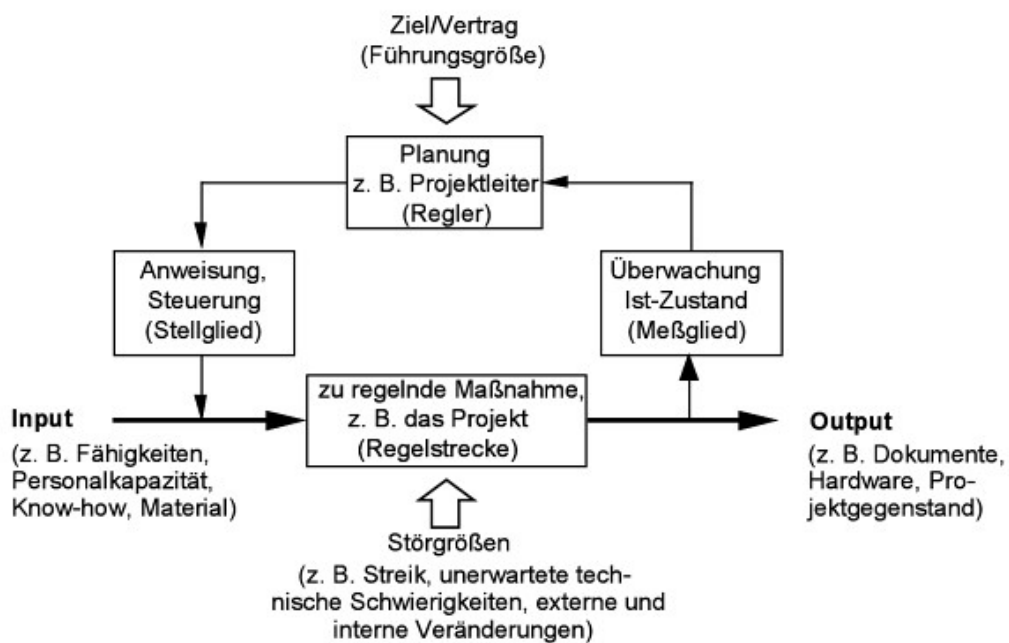 Ziel/Vertrag
(Führungsgröße)
Planung
z. B. Projektleiter
(Regler)
Anweisung,
Steuerung
(Stellglied)
Überwachung
Ist-Zustand
(Meßglied)
zu regelnde Maßnahme,
z. B. das Projekt
(Regelstrecke)
Input
(z. B. Fähigkeiten,
Personalkapazität,
Know-how, Material)
Output
(z. B. Dokumente,
Hardware, Pro-
jektgegenstand)
Störgrößen
(z. B. Streik, unerwartete tech-
nische Schwierigkeiten, externe und
interne Veränderungen)